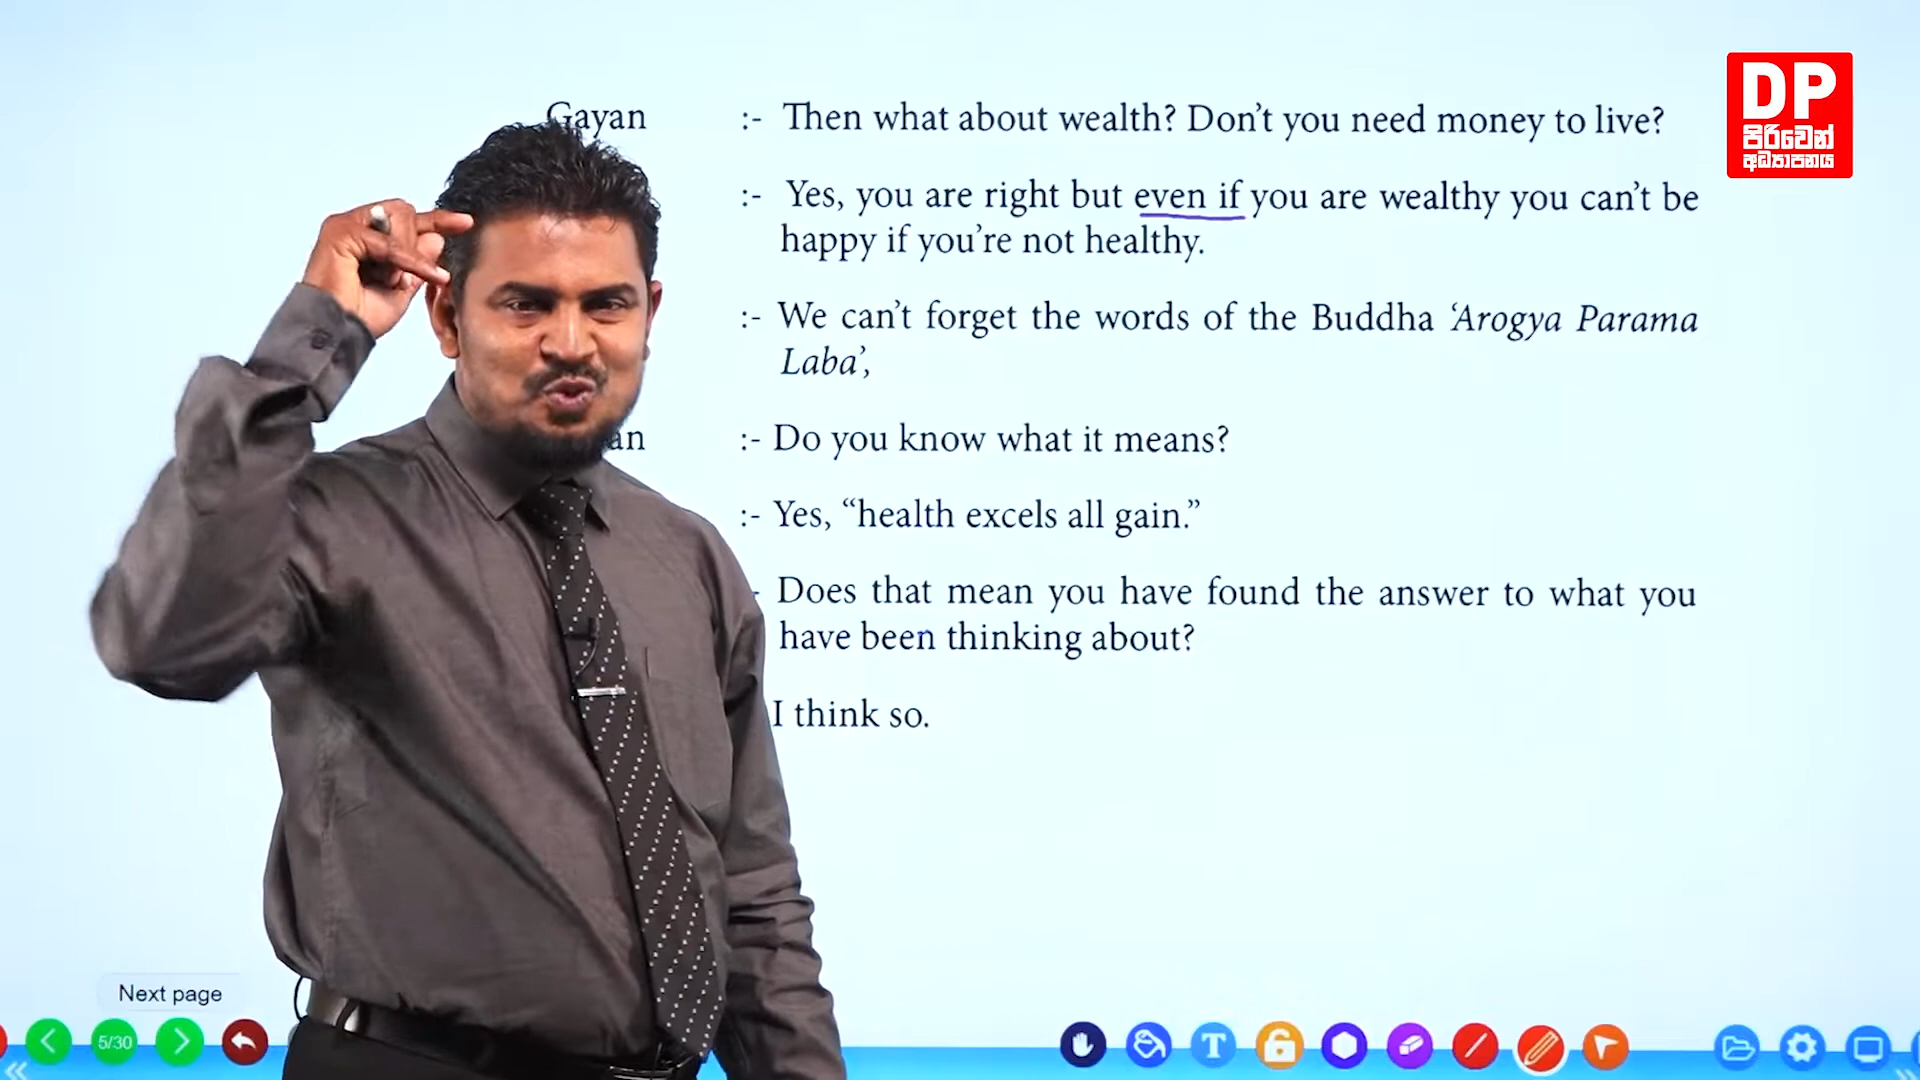 DP
පිරිවෙන්
අධ්‍යාපනය
Gayan :- Then what about wealth? Don't you need money to live?
:- Yes, you are right but even if you are wealthy you can't be
happy if you're not healthy.
:- We can't forget the words of the Buddha 'Arogya Parama
Laba',
an :- Do you know what it means?
:- Yes, "health excels all gain."
- Does that mean you have found the answer to what you
have been thinking about?
I think so.
Next page
5/30
T